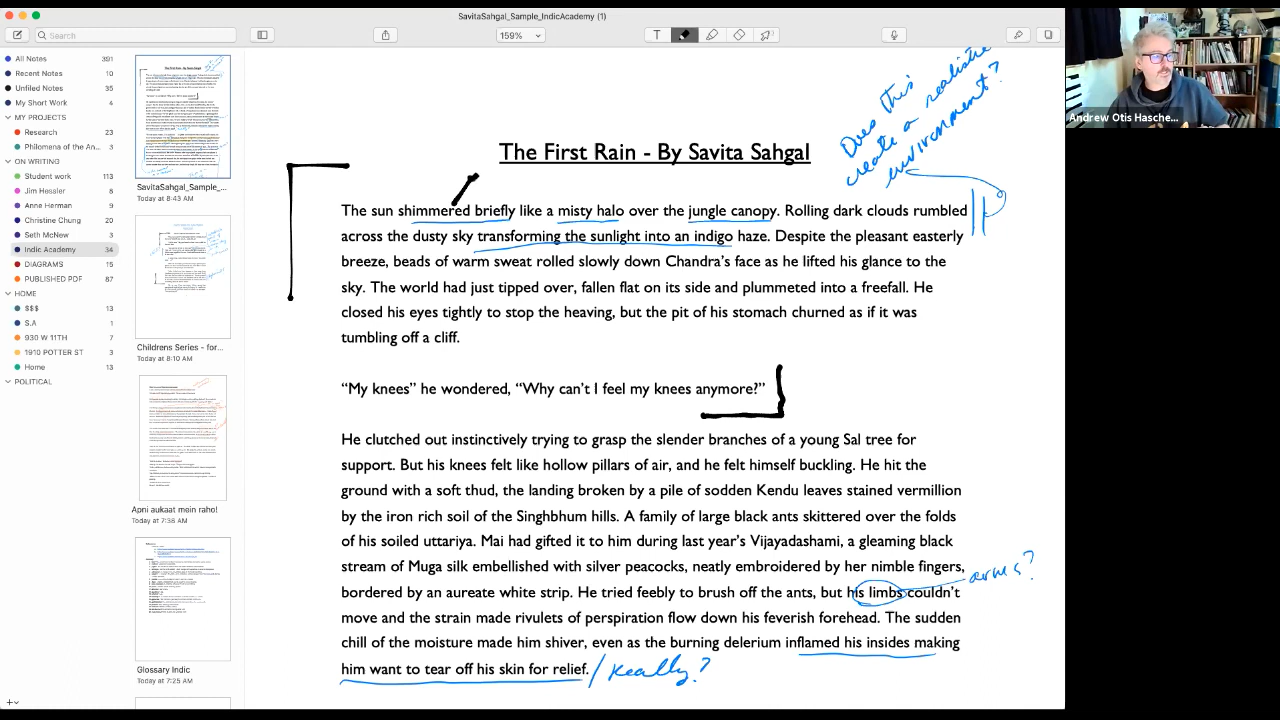 SavitaSahgal_Sample_IndicAcademy (1)
Search
159%
T
All Notes 391
Recent Notes 10
Unfiled Notes 35
My Short Work 6
MY PROJECTS
Research 23
Philomens of the An... 3
ON WRITING
Student work 113
Jim Hessler 8
Anne Herman 9
Christine Chung 20
Seth McNew 3
Indic Academy 34
DIAGRAMS 15
PUBLISHED PDF 87
HOME
$$$ 13
S.A 1
930 W 11TH 7
1910 POTTER ST 3
Home 13
POLITICAL
SavitaSahgal_Sample_...
Today at 8:43 AM
Childrens Series - for...
Today at 8:10 AM
Apni aukaat mein raho!
Today at 7:38 AM
Glossary Indic
Today at 7:25 AM
Does this
create a realistic
environment?
The First Rain - By Savita Sahgal
The sun shimmered briefly like a misty halo over the jungle canopy. Rolling dark clouds rumbled
across the dusty sky transforming the sunlight into an indigo haze. Despite the pleasant easterly
breeze, beads of warm sweat rolled slowly down Chandra's face as he lifted his glance to the
sky. The world had just tipped over, fallen flat on its side and plummeted into a freefall. He
closed his eyes tightly to stop the heaving, but the pit of his stomach churned as if it was
tumbling off a cliff.
“My knees” he wondered. “Why can't I feel my knees anymore?”
He clutched out instinctively trying to grasp the slender branches of a young Sal tree for
support. But his knees felt like hollow pillars of air, and he felt himself buckling. He hit the
ground with a soft thud, the landing broken by a pile of sodden Kendu leaves stained vermillion
by the iron rich soil of the Singhbhum hills. A family of large black ants skittered over the folds
of his soiled uttariya. Mai had gifted it to him during last year's Vijayadashami, a gleaming black
stream of Muga silk embellished with silver peacocks, neatly embroidered by her nimble fingers,
bordered by an aureate white strip. He tried feebly to brush off the ants, but his limbs couldn't
arms?
move and the strain made rivulets of perspiration flow down his feverish forehead. The sudden
chill of the moisture made him shiver, even as the burning delerium inflamed his insides making
him want to tear off his skin for relief. / Really?
Andrew Otis Hasche...